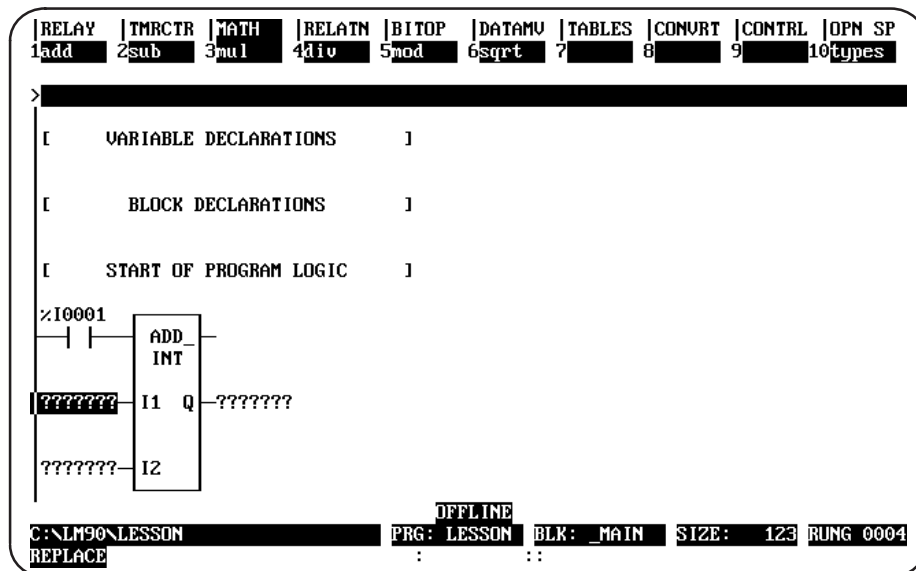 RELAY |TMRCTR |MATH |RELATN |BITOP |DATAMV |TABLES |CONVRT |CONTRL |OPN SP
1add 2sub 3mul 4div 5mod 6sqrt 7 8 9 10types
>
[ VARIABLE DECLARATIONS ]
[ BLOCK DECLARATIONS ]
[ START OF PROGRAM LOGIC ]
%I0001
ADD_
INT
??????? I1 Q ???????
??????? I2
OFFLINE
C:\LM90\LESSON PRG: LESSON BLK: _MAIN SIZE: 123 RUNG 0004
REPLACE : ::